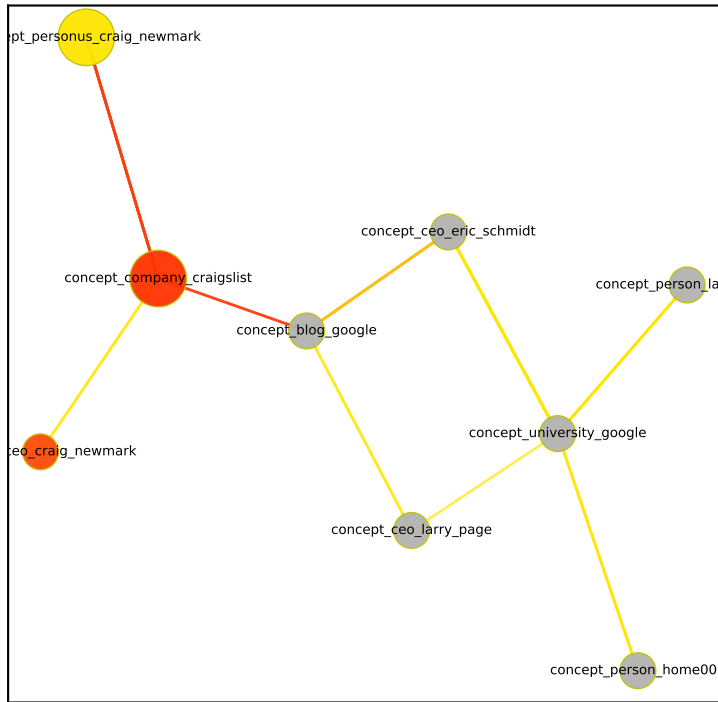 ept_personus_craig_newmark
concept_ceo_eric_schmidt
concept_company_craigslist
concept_person_la
concept_blog_google
concept_university_google
ceo_craig_newmark
concept_ceo_larry_page
concept_person_home00